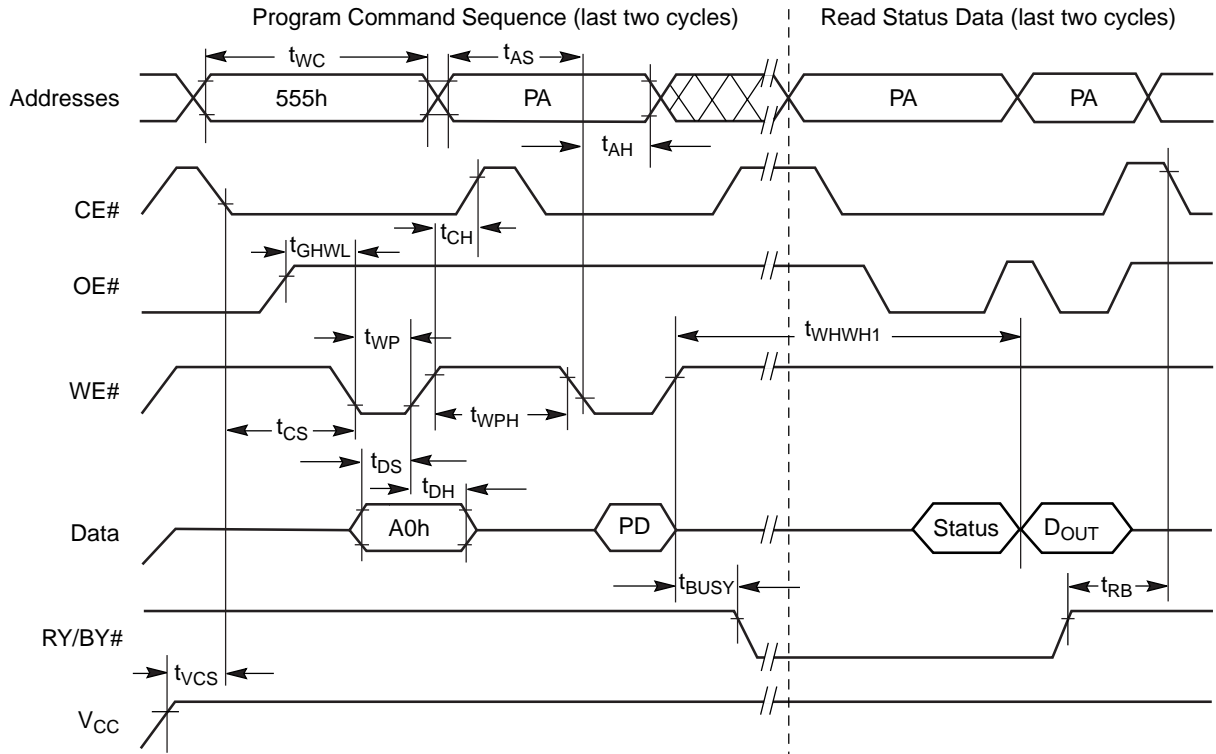 Program Command Sequence (last two cycles)
Read Status Data (last two cycles)
tWC
tAS
Addresses
555h
PA
PA
PA
tAH
CE#
tCH
tGHWL
OE#
tWP
tWHWH1
WE#
tWPH
tCS
tDS
tDH
Data
A0h
PD
Status
DOUT
tBUSY
tRB
RY/BY#
tVCS
VCC